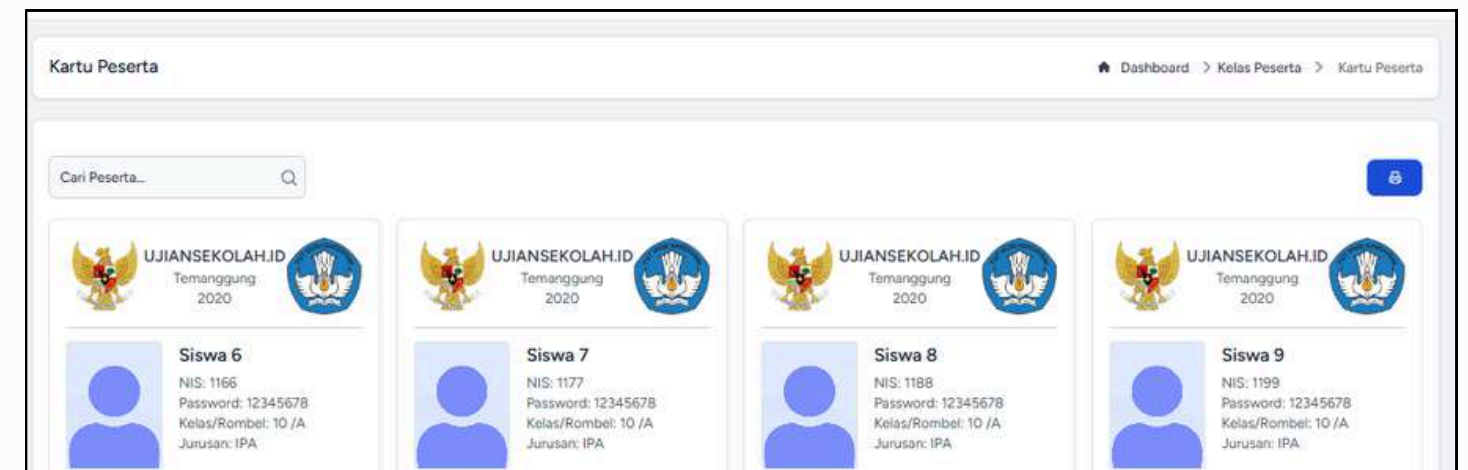 Kartu Peserta
Dashboard > Kelas Peserta > Kartu Peserta
Cari Peserta...
UJIANSEKOLAH.ID
Temanggung
2020
Siswa 6
NIS: 1166
Password: 12345678
Kelas/Rombel: 10 /A
Jurusan: IPA
UJIANSEKOLAH.ID
Temanggung
2020
Siswa 7
NIS: 1177
Password: 12345678
Kelas/Rombel: 10 /A
Jurusan: IPA
UJIANSEKOLAH.ID
Temanggung
2020
Siswa 8
NIS: 1188
Password: 12345678
Kelas/Rombel: 10 /A
Jurusan: IPA
UJIANSEKOLAH.ID
Temanggung
2020
Siswa 9
NIS: 1199
Password: 12345678
Kelas/Rombel: 10 /A
Jurusan: IPA